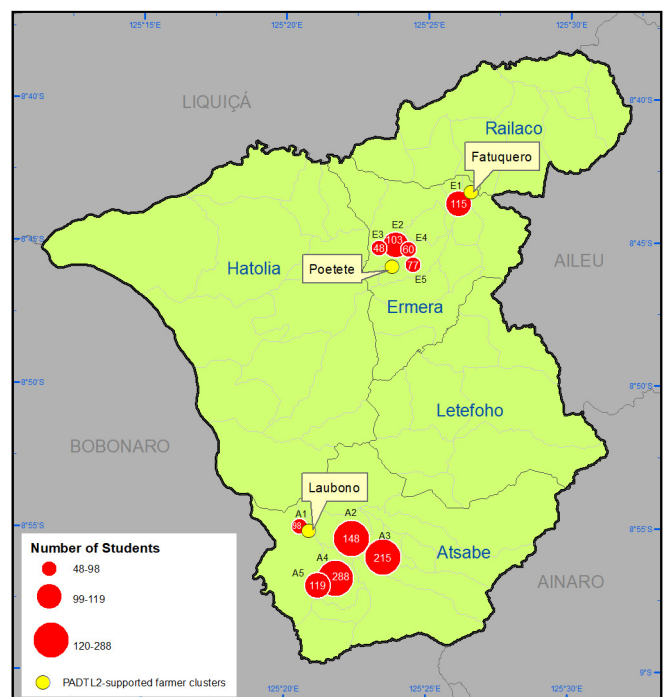 125°15'E 125°20'E 125°25'E 125°30'E
8°40'S 8°40'S
LIQUIÇÁ
Railaco
Fatuquero
E1
115
E2
E3 103 E4
48 60
8°45'S 8°45'S
77
E5
Hatolia
Poetete
AILEU
Ermera
8°50'S 8°50'S
Letefoho
BOBONARO
Laubono
A1
98
A2
8°55'S 8°55'S
148
A3
Atsabe
215
A4
288
A5
119
AINARO
Number of Students
48-98
99-119
120-288
PADTL2-supported farmer clusters
9°S
125°20'E 125°25'E 125°30'E